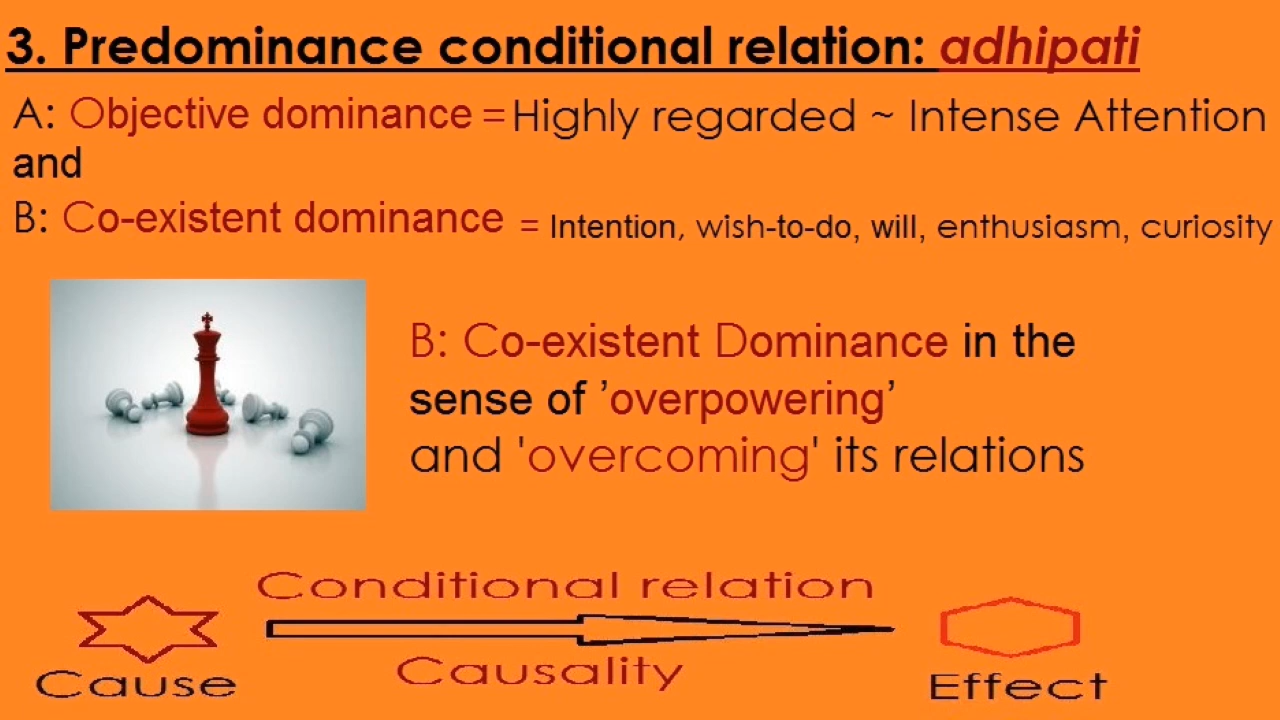 3. Predominance conditional relation: adhipati
A: Objective dominance = Highly regarded ~ Intense Attention
and
B: Co-existent dominance = Intention, wish-to-do, will, enthusiasm, curiosity
B: Co-existent Dominance in the
sense of ’overpowering’
and 'overcoming' its relations
Conditional relation
Causality
Cause
Effect